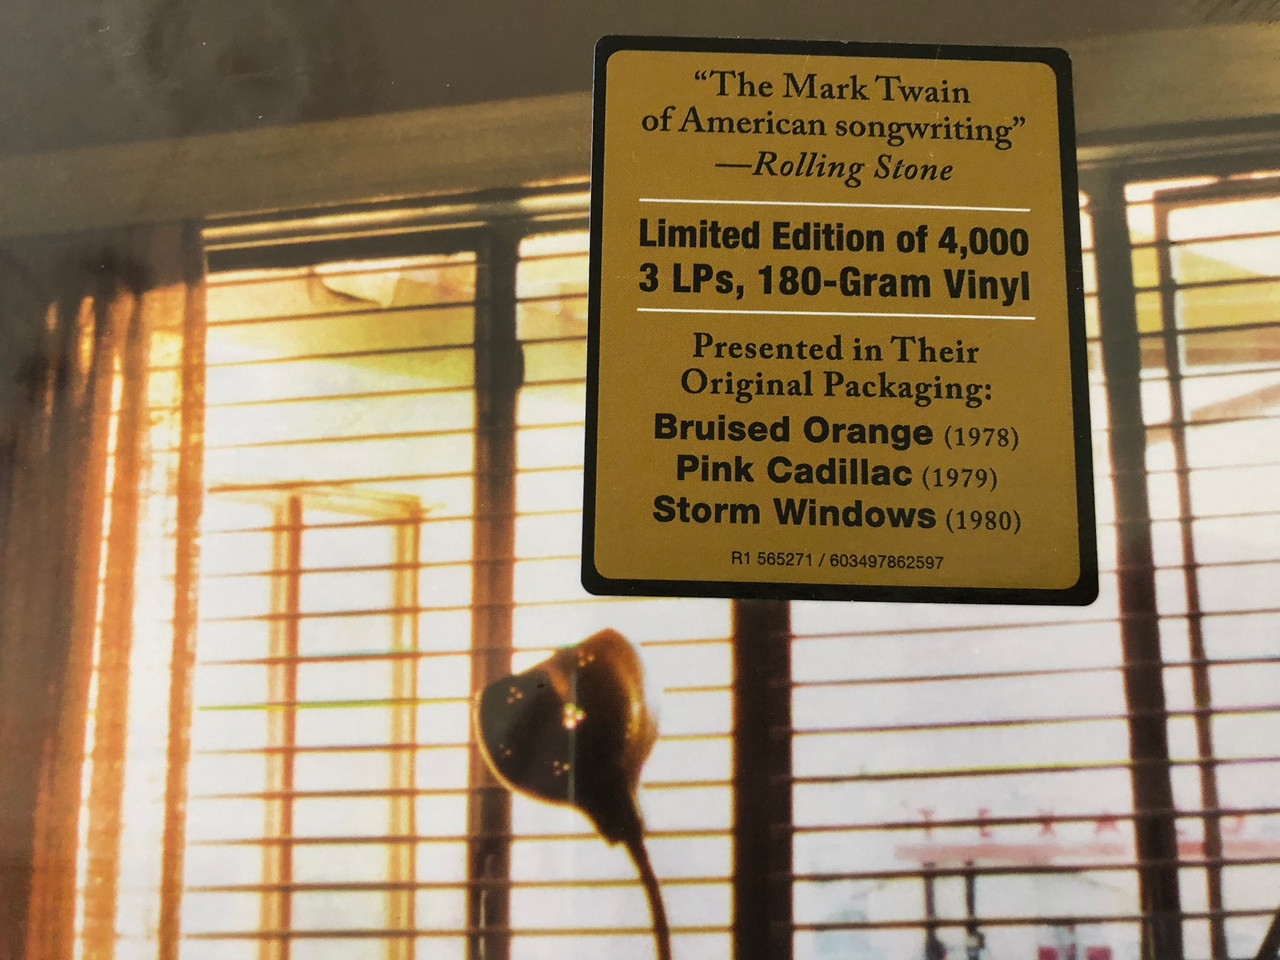 “The Mark Twain
of American songwriting”
—Rolling Stone
Limited Edition of 4,000
3 LPs, 180-Gram Vinyl
Presented in Their
Original Packaging:
Bruised Orange (1978)
Pink Cadillac (1979)
Storm Windows (1980)
R1 565271 / 603497862597
TEXACO